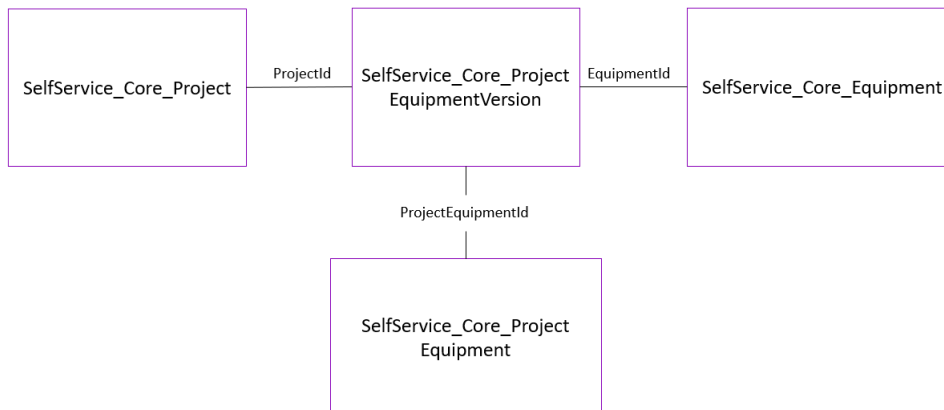 SelfService_Core_Project
ProjectId
SelfService_Core_Project
EquipmentVersion
EquipmentId
SelfService_Core_Equipment
ProjectEquipmentId
SelfService_Core_Project
Equipment